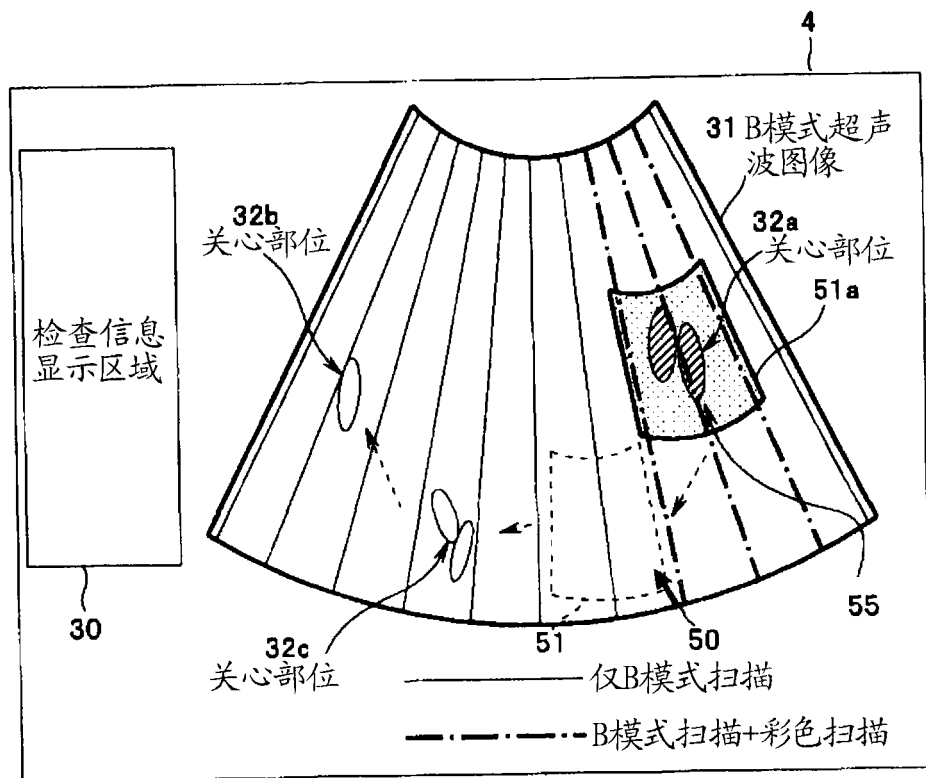 4
31 B模式超声
波图像
32b
关心部位
32a
关心部位
51a
检查信息
显示区域
30
32c
关心部位
51
50
55
仅B模式扫描
B模式扫描+彩色扫描